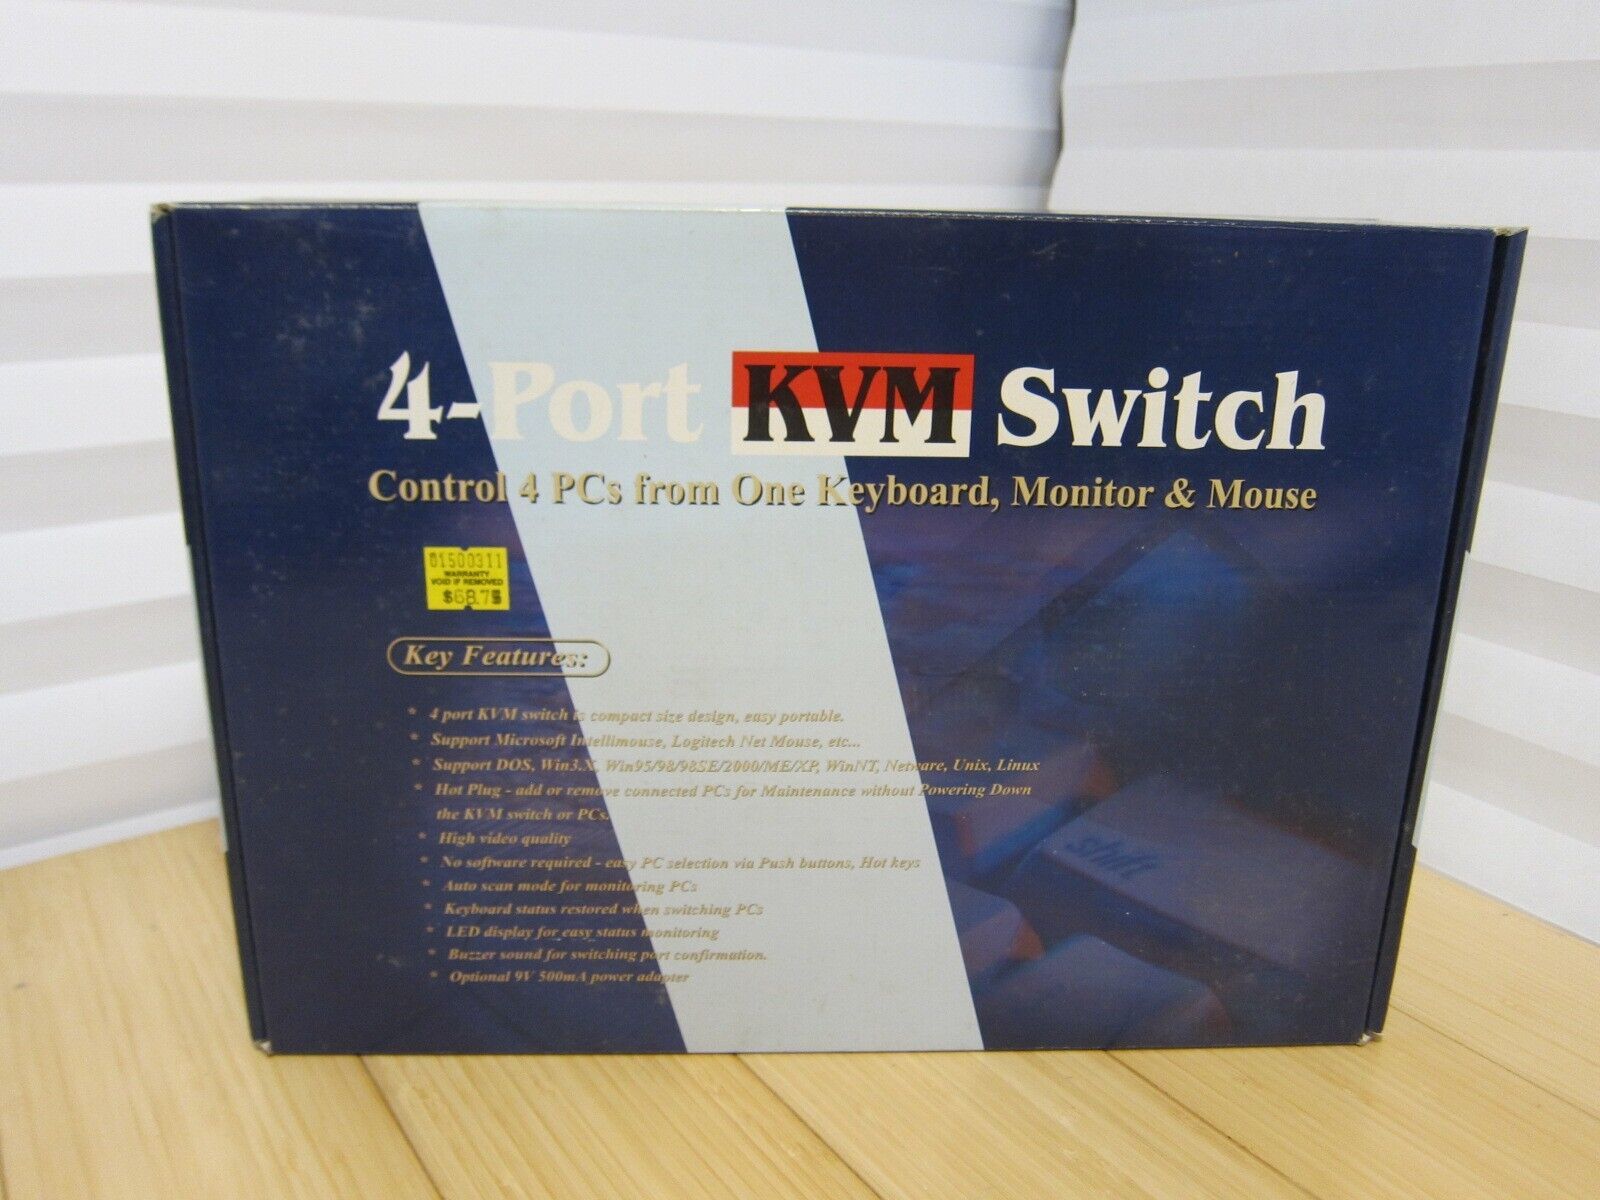 4-Port KVM Switch
Control 4 PCs from One Keyboard, Monitor & Mouse
01500311
WARRANTY
VOID IF REMOVED
$68.75
Key Features:
* 4 port KVM switch is compact size design, easy portable.
* Support Microsoft Intellimouse, Logitech Net Mouse, etc...
* Support DOS, Win3.X, Win95/98/98SE/2000/ME/XP, WinNT, Netware, Unix, Linux
* Hot Plug - add or remove connected PCs for Maintenance without Powering Down
the KVM switch or PCs.
* High video quality
* No software required - easy PC selection via Push buttons, Hot keys
* Auto scan mode for monitoring PCs
* Keyboard status restored when switching PCs
* LED display for easy status monitoring
* Buzzer sound for switching port confirmation.
* Optional 9V 500mA power adapter
shift